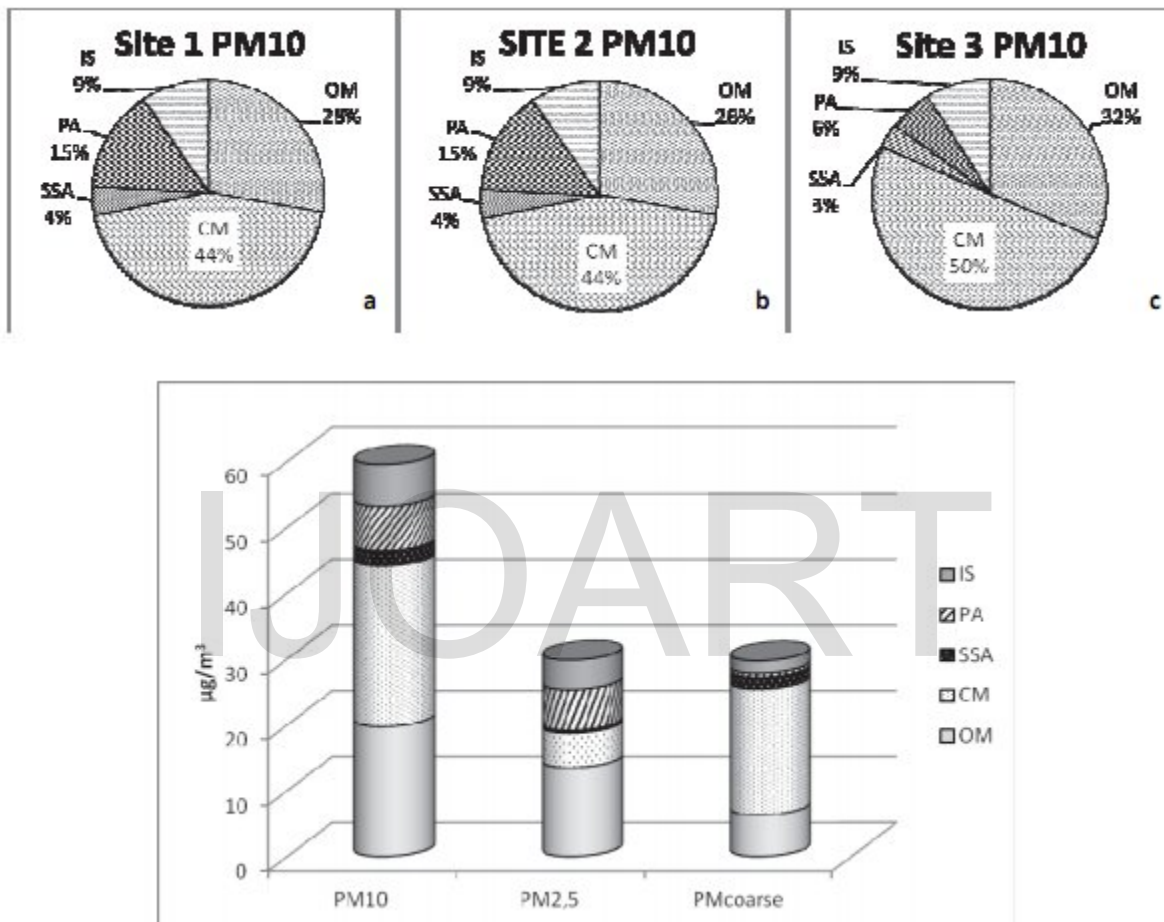 Site 1 PM10
IS
9%
OM
28%
PA
15%
SSA
4%
CM
44%
a
SITE 2 PM10
IS
9%
OM
PA
15%
SSA
4%
CM
44%
b
Site 3 PM10
IS
9%
OM
32%
PA
6%
SSA
3%
CM
50%
c
IJOART
60
50
40
30
20
10
0
µg/m³
PM10
PM2,5
PMcoarse
IS
PA
SSA
CM
OM